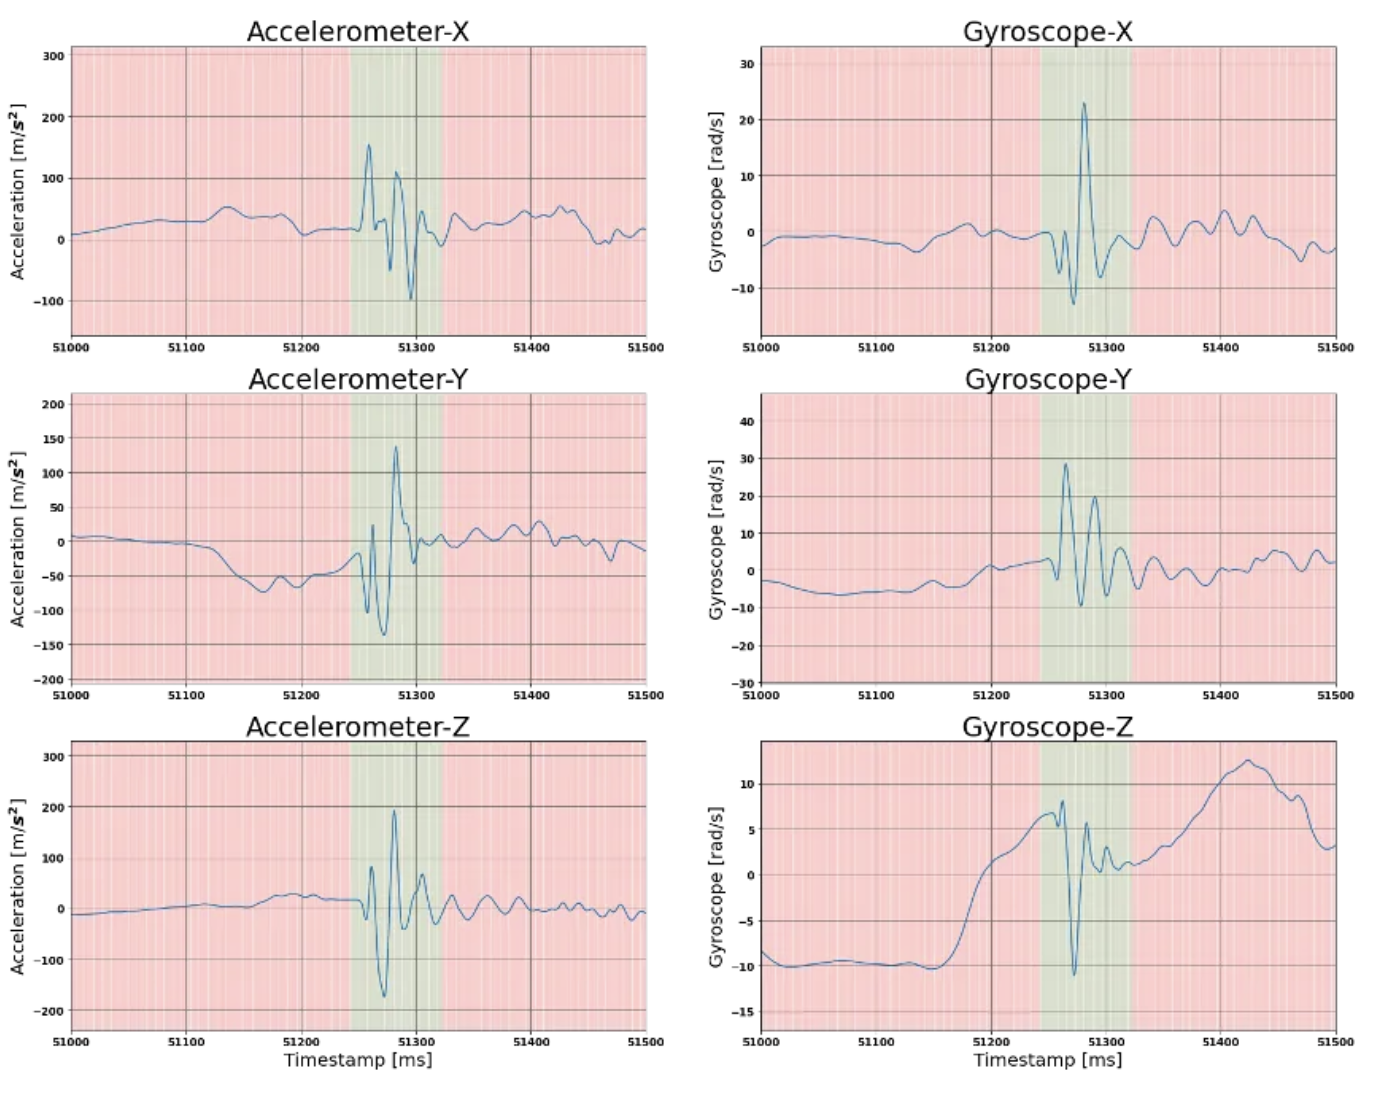 Accelerometer-X
Acceleration [m/s²]
300
200
100
0
−100
51000 51100 51200 51300 51400 51500
Gyroscope-X
Gyroscope [rad/s]
30
20
10
0
−10
51000 51100 51200 51300 51400 51500
Accelerometer-Y
Acceleration [m/s²]
200
150
100
50
0
−50
−100
−150
−200
51000 51100 51200 51300 51400 51500
Gyroscope-Y
Gyroscope [rad/s]
40
30
20
10
0
−10
−20
−30
51000 51100 51200 51300 51400 51500
Accelerometer-Z
Acceleration [m/s²]
300
200
100
0
−100
−200
51000 51100 51200 51300 51400 51500
Timestamp [ms]
Gyroscope-Z
Gyroscope [rad/s]
10
5
0
−5
−10
−15
51000 51100 51200 51300 51400 51500
Timestamp [ms]